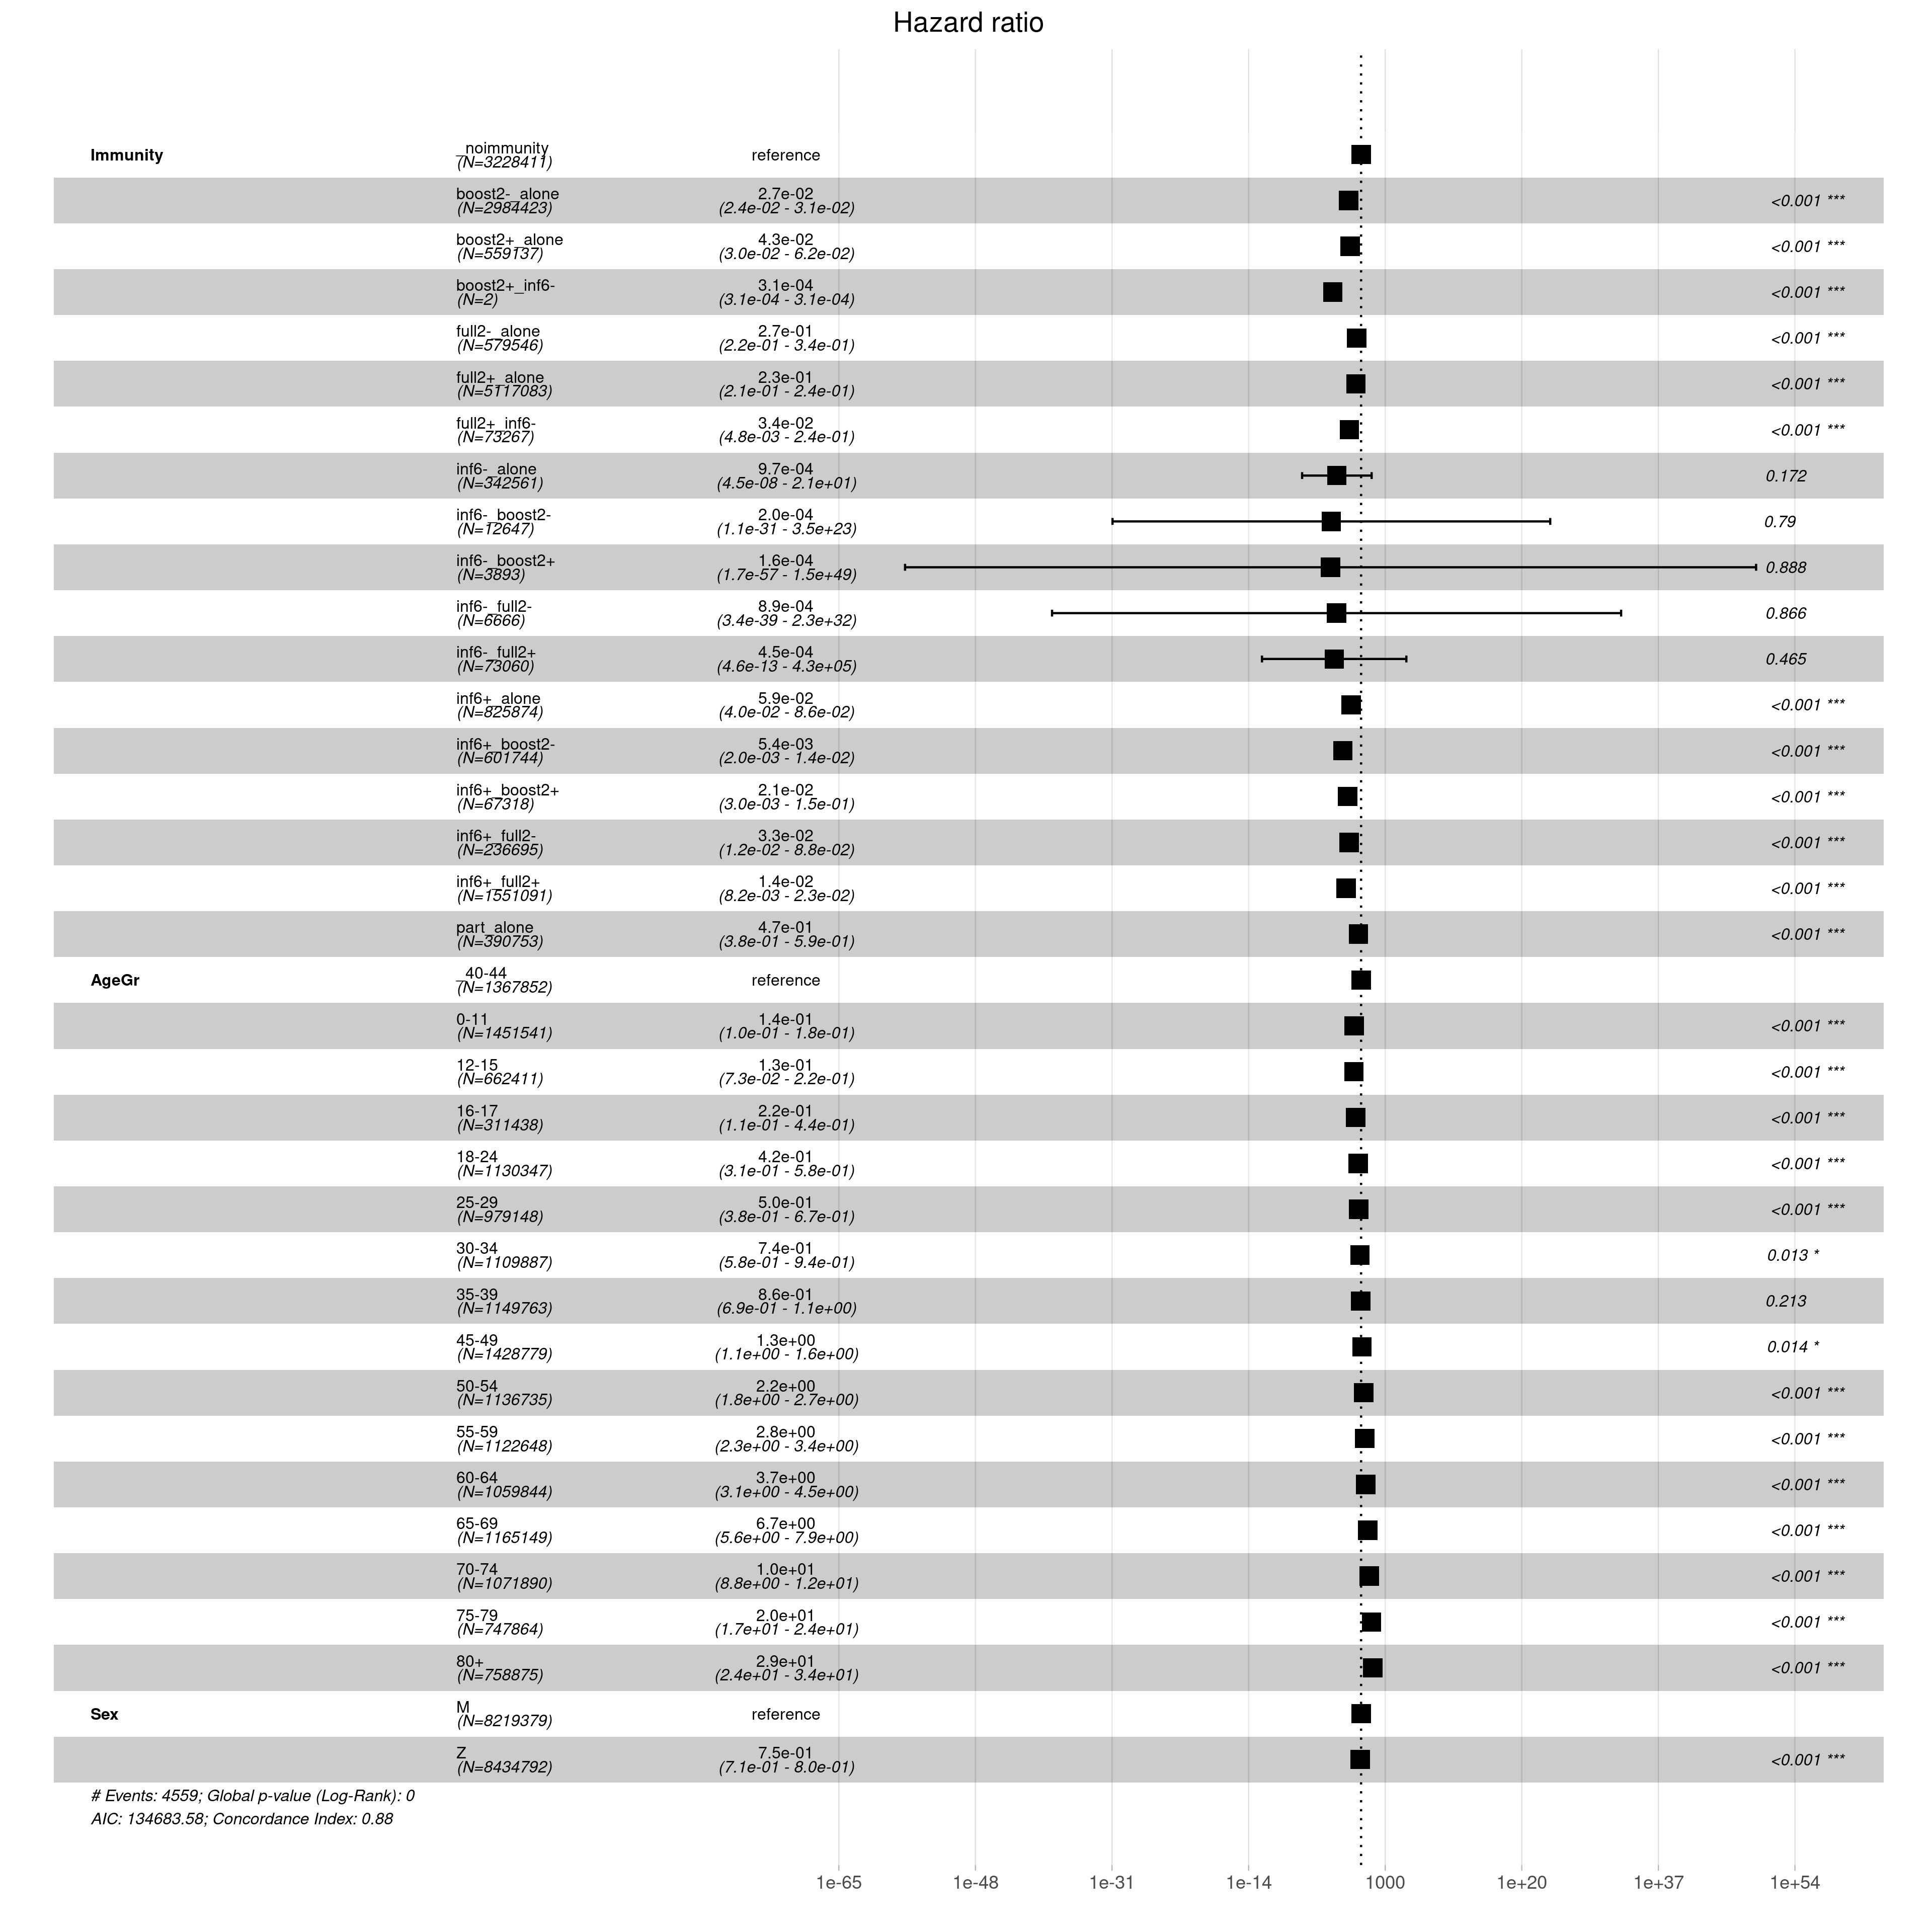 Hazard ratio
Immunity _noimmunity (N=3228411) reference
boost2-_alone (N=2984423) 2.7e-02 (2.4e-02 - 3.1e-02) <0.001 ***
boost2+_alone (N=559137) 4.3e-02 (3.0e-02 - 6.2e-02) <0.001 ***
boost2+_inf6- (N=2) 3.1e-04 (3.1e-04 - 3.1e-04) <0.001 ***
full2-_alone (N=579546) 2.7e-01 (2.2e-01 - 3.4e-01) <0.001 ***
full2+_alone (N=5117083) 2.3e-01 (2.1e-01 - 2.4e-01) <0.001 ***
full2+_inf6- (N=73267) 3.4e-02 (4.8e-03 - 2.4e-01) <0.001 ***
inf6-_alone (N=342561) 9.7e-04 (4.5e-08 - 2.1e+01) 0.172
inf6-_boost2- (N=12647) 2.0e-04 (1.1e-31 - 3.5e+23) 0.79
inf6-_boost2+ (N=3893) 1.6e-04 (1.7e-57 - 1.5e+49) 0.888
inf6-_full2- (N=6666) 8.9e-04 (3.4e-39 - 2.3e+32) 0.866
inf6-_full2+ (N=73060) 4.5e-04 (4.6e-13 - 4.3e+05) 0.465
inf6+_alone (N=825874) 5.9e-02 (4.0e-02 - 8.6e-02) <0.001 ***
inf6+_boost2- (N=601744) 5.4e-03 (2.0e-03 - 1.4e-02) <0.001 ***
inf6+_boost2+ (N=67318) 2.1e-02 (3.0e-03 - 1.5e-01) <0.001 ***
inf6+_full2- (N=236695) 3.3e-02 (1.2e-02 - 8.8e-02) <0.001 ***
inf6+_full2+ (N=1551091) 1.4e-02 (8.2e-03 - 2.3e-02) <0.001 ***
part_alone (N=390753) 4.7e-01 (3.8e-01 - 5.9e-01) <0.001 ***
AgeGr _40-44 (N=1367852) reference
0-11 (N=1451541) 1.4e-01 (1.0e-01 - 1.8e-01) <0.001 ***
12-15 (N=662411) 1.3e-01 (7.3e-02 - 2.2e-01) <0.001 ***
16-17 (N=311438) 2.2e-01 (1.1e-01 - 4.4e-01) <0.001 ***
18-24 (N=1130347) 4.2e-01 (3.1e-01 - 5.8e-01) <0.001 ***
25-29 (N=979148) 5.0e-01 (3.8e-01 - 6.7e-01) <0.001 ***
30-34 (N=1109887) 7.4e-01 (5.8e-01 - 9.4e-01) 0.013 *
35-39 (N=1149763) 8.6e-01 (6.9e-01 - 1.1e+00) 0.213
45-49 (N=1428779) 1.3e+00 (1.1e+00 - 1.6e+00) 0.014 *
50-54 (N=1136735) 2.2e+00 (1.8e+00 - 2.7e+00) <0.001 ***
55-59 (N=1122648) 2.8e+00 (2.3e+00 - 3.4e+00) <0.001 ***
60-64 (N=1059844) 3.7e+00 (3.1e+00 - 4.5e+00) <0.001 ***
65-69 (N=1165149) 6.7e+00 (5.6e+00 - 7.9e+00) <0.001 ***
70-74 (N=1071890) 1.0e+01 (8.8e+00 - 1.2e+01) <0.001 ***
75-79 (N=747864) 2.0e+01 (1.7e+01 - 2.4e+01) <0.001 ***
80+ (N=758875) 2.9e+01 (2.4e+01 - 3.4e+01) <0.001 ***
Sex M (N=8219379) reference
Z (N=8434792) 7.5e-01 (7.1e-01 - 8.0e-01) <0.001 ***
# Events: 4559; Global p-value (Log-Rank): 0
AIC: 134683.58; Concordance Index: 0.88
1e-65 1e-48 1e-31 1e-14 1000 1e+20 1e+37 1e+54